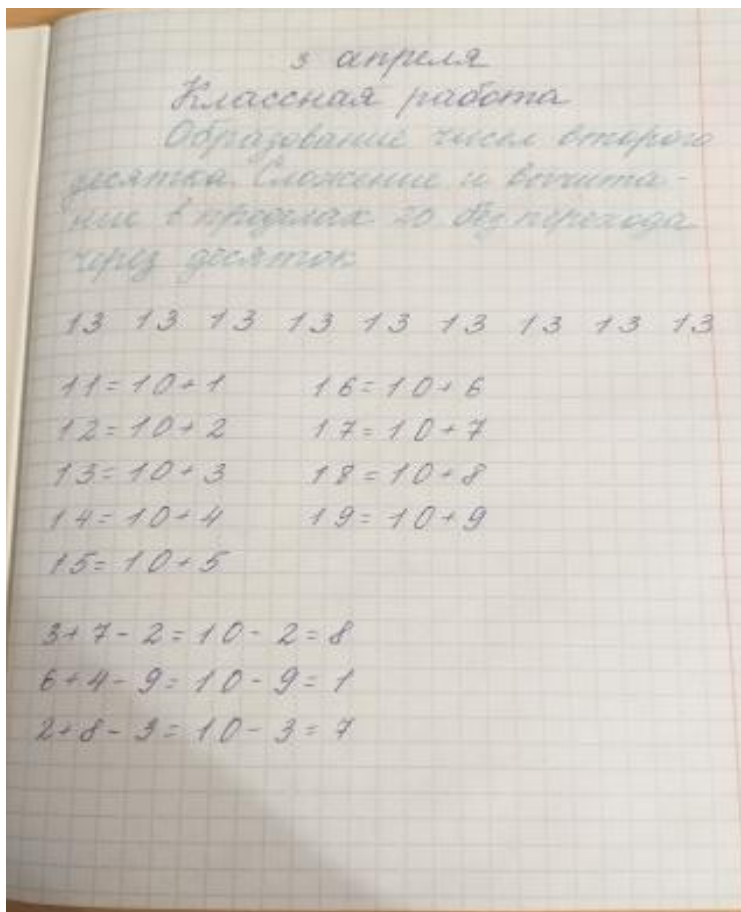 3 апреля
Классная работа
Образование чисел второго
десятка. Сложение и вычита-
ние в пределах 20 без перехода
через десяток
13 13 13 13 13 13 13 13 13
11=10+1 16=10+6
12=10+2 17=10+7
13=10+3 18=10+8
14=10+4 19=10+9
15=10+5
3+7-2=10-2=8
6+4-9=10-9=1
2+8-3=10-3=7